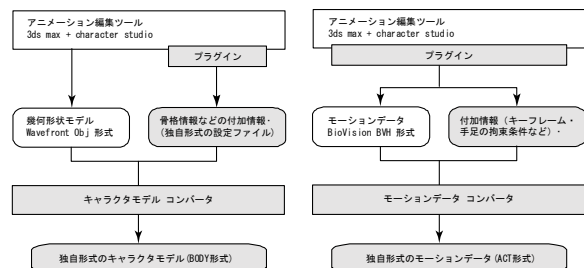 アニメーション編集ツール
3ds max + character studio
プラグイン
幾何形状モデル
Wavefront Obj 形式
骨格情報などの付加情報・
(独自形式の設定ファイル)
キャラクタモデル コンバータ
独自形式のキャラクタモデル(BODY形式)
アニメーション編集ツール
3ds max + character studio
プラグイン
モーションデータ
BioVision BVH 形式
付加情報（キーフレーム・
手足の拘束条件など）・
モーションデータ コンバータ
独自形式のモーションデータ(ACT形式)